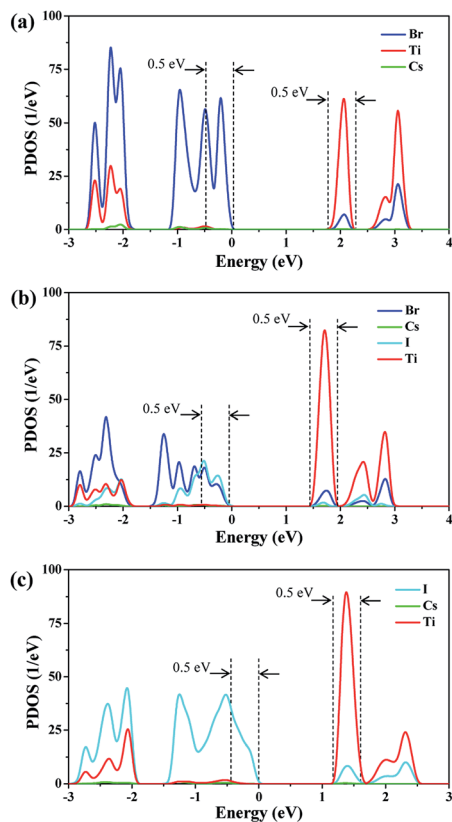 (a)
100
75
50
25
0
PDOS (1/eV)
Br
Ti
Cs
0.5 eV
0.5 eV
-3 -2 -1 0 1 2 3 4
Energy (eV)
(b)
100
75
50
25
0
PDOS (1/eV)
Br
Cs
I
Ti
0.5 eV
0.5 eV
-3 -2 -1 0 1 2 3 4
Energy (eV)
(c)
100
75
50
25
0
PDOS (1/eV)
I
Cs
Ti
0.5 eV
0.5 eV
-3 -2 -1 0 1 2 3
Energy (eV)